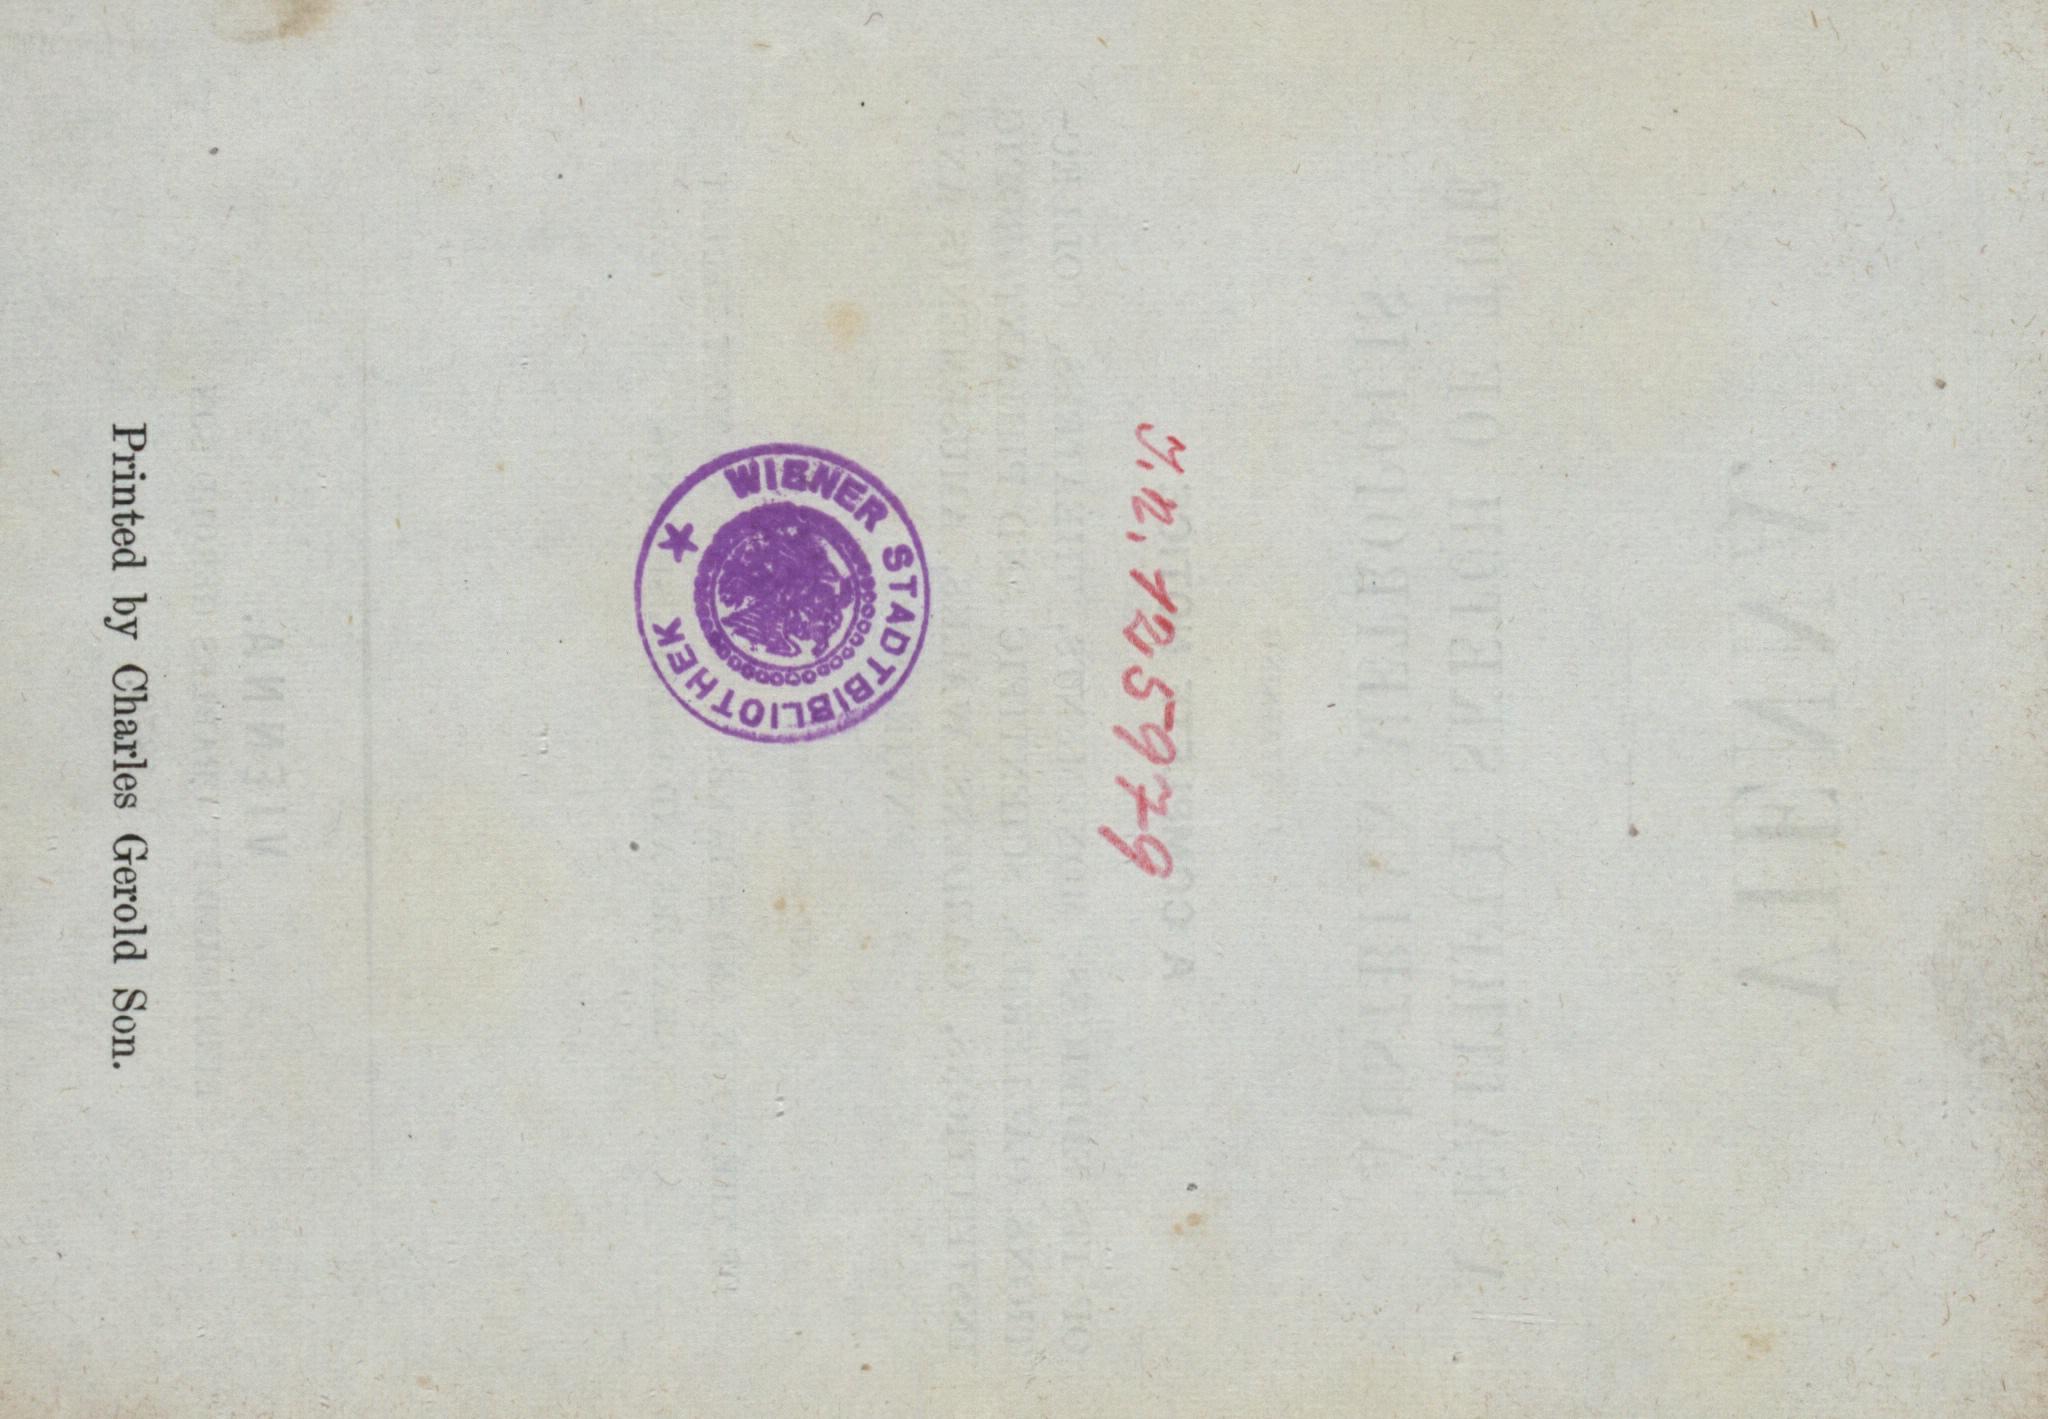 J. n. 125979
WIENER STADTBIBLIOTHEK
Printed by Charles Gerold Son.